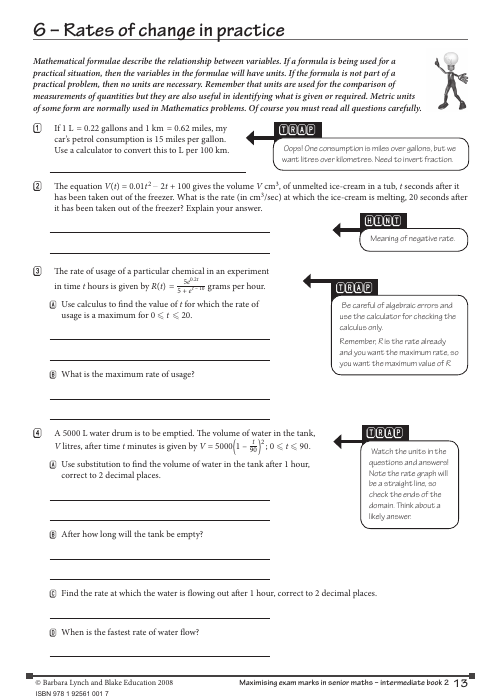 6 – Rates of change in practice
Mathematical formulae describe the relationship between variables. If a formula is being used for a
practical situation, then the variables in the formulae will have units. If the formula is not part of a
practical problem, then no units are necessary. Remember that units are used for the comparison of
measurements of quantities but they are also useful in identifying what is given or required. Metric units
of some form are normally used in Mathematics problems. Of course you must read all questions carefully.
1 If 1 L = 0.22 gallons and 1 km = 0.62 miles, my
car's petrol consumption is 15 miles per gallon.
Use a calculator to convert this to L per 100 km.
TRAP
Oops! One consumption is miles over gallons, but we
want litres over kilometres. Need to invert fraction.
2 The equation V(t) = 0.01t² – 2t + 100 gives the volume V cm³, of unmelted ice-cream in a tub, t seconds after it
has been taken out of the freezer. What is the rate (in cm³/sec) at which the ice-cream is melting, 20 seconds after
it has been taken out of the freezer? Explain your answer.
HINT
Meaning of negative rate.
3 The rate of usage of a particular chemical in an experiment
in time t hours is given by R(t) = grams per hour.
A Use calculus to find the value of t for which the rate of
usage is a maximum for 0 ⩽ t ⩽ 20.
B What is the maximum rate of usage?
TRAP
Be careful of algebraic errors and
use the calculator for checking the
calculus only.
Remember, R is the rate already
and you want the maximum rate, so
you want the maximum value of R.
4 A 5000 L water drum is to be emptied. The volume of water in the tank,
V litres, after time t minutes is given by V = 5000(1 – t/90)²; 0 ⩽ t ⩽ 90.
A Use substitution to find the volume of water in the tank after 1 hour,
correct to 2 decimal places.
B After how long will the tank be empty?
C Find the rate at which the water is flowing out after 1 hour, correct to 2 decimal places.
D When is the fastest rate of water flow?
TRAP
Watch the units in the
questions and answers!
Note the rate graph will
be a straight line, so
check the ends of the
domain. Think about a
likely answer.
© Barbara Lynch and Blake Education 2008
Maximising exam marks in senior maths – intermediate book 2 13
ISBN 978 1 92561 001 7